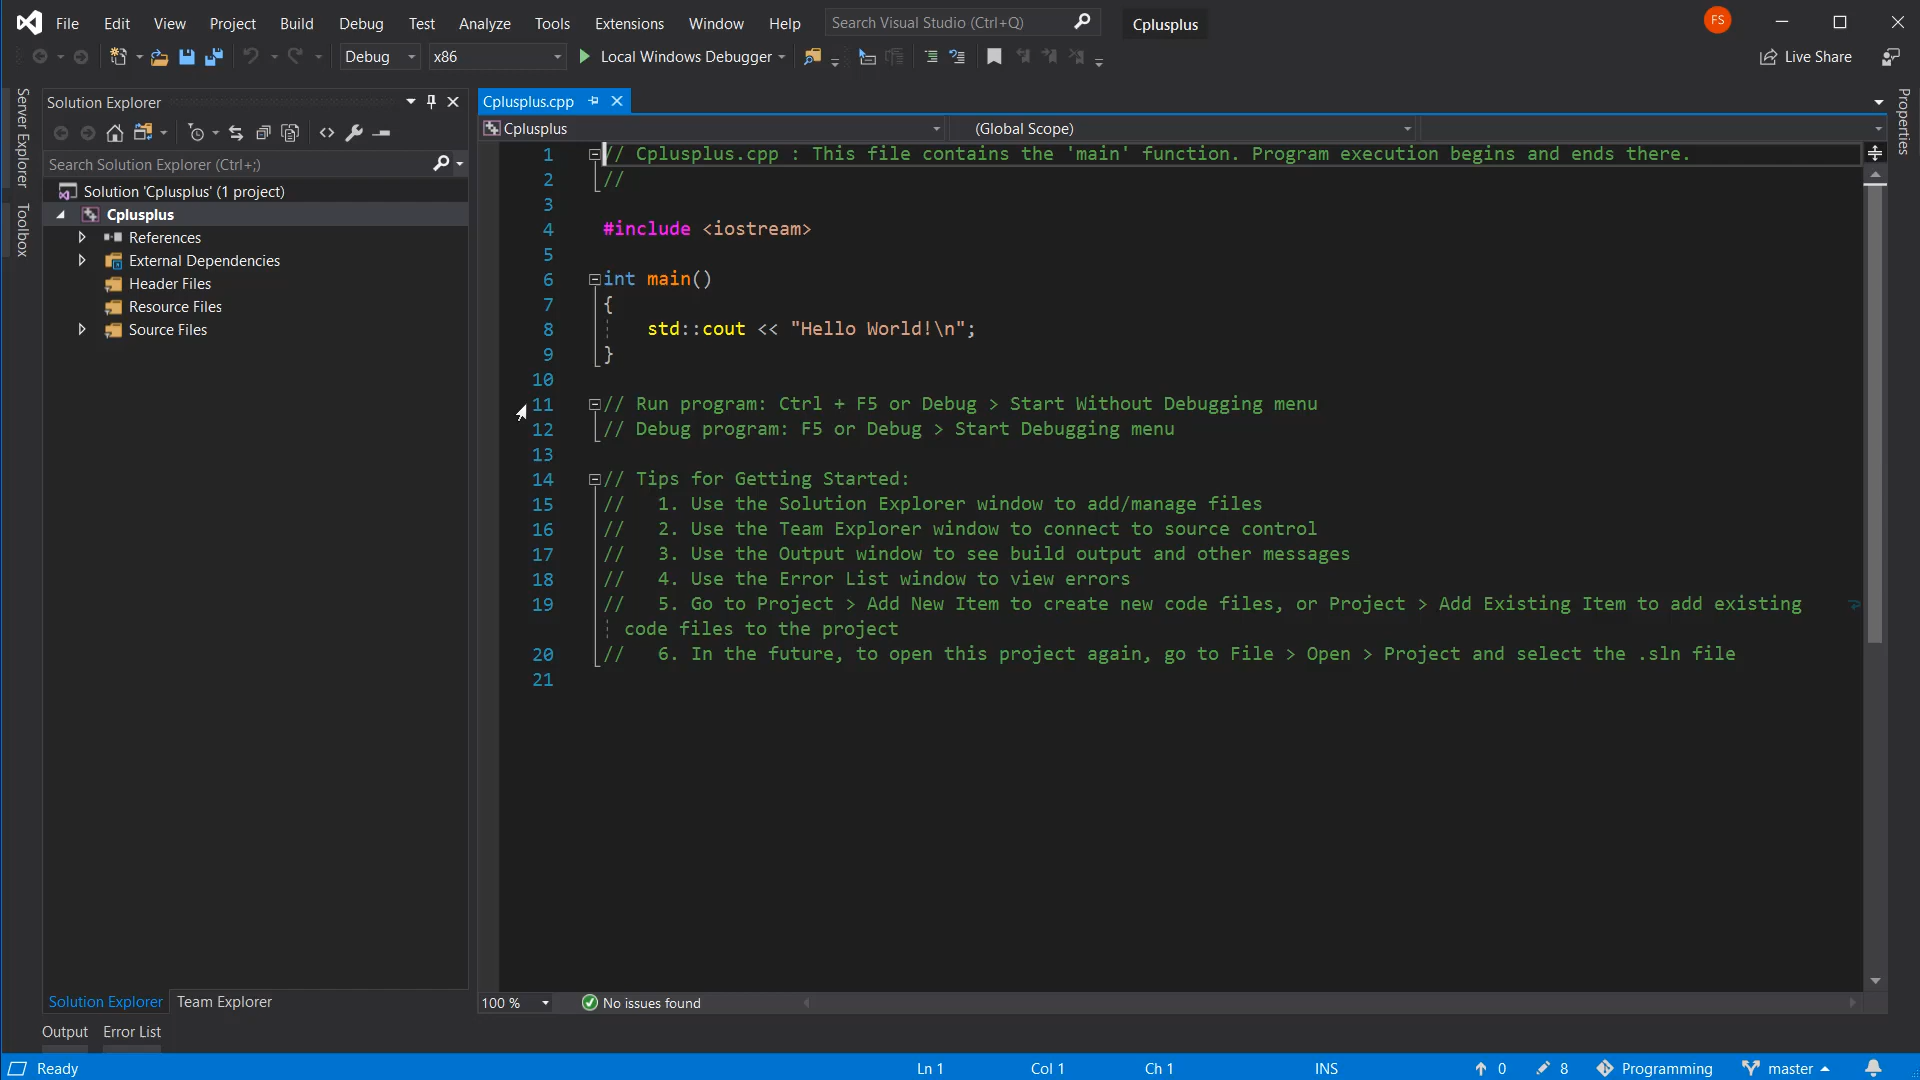 File Edit View Project Build Debug Test Analyze Tools Extensions Window Help Search Visual Studio (Ctrl+Q) Cplusplus FS
Debug x86 Local Windows Debugger Live Share
Server Explorer
Toolbox
Solution Explorer
Search Solution Explorer (Ctrl+;)
Solution 'Cplusplus' (1 project)
Cplusplus
References
External Dependencies
Header Files
Resource Files
Source Files
Solution Explorer Team Explorer
Cplusplus.cpp
Cplusplus (Global Scope)
1 // Cplusplus.cpp : This file contains the 'main' function. Program execution begins and ends there.
2 //
3
4 #include <iostream>
5
6 int main()
7 {
8 std::cout << "Hello World!\n";
9 }
10
11 // Run program: Ctrl + F5 or Debug > Start Without Debugging menu
12 // Debug program: F5 or Debug > Start Debugging menu
13
14 // Tips for Getting Started:
15 //   1. Use the Solution Explorer window to add/manage files
16 //   2. Use the Team Explorer window to connect to source control
17 //   3. Use the Output window to see build output and other messages
18 //   4. Use the Error List window to view errors
19 //   5. Go to Project > Add New Item to create new code files, or Project > Add Existing Item to add existing
code files to the project
20 //   6. In the future, to open this project again, go to File > Open > Project and select the .sln file
21
100 % No issues found
Properties
Output Error List
Ready Ln 1 Col 1 Ch 1 INS 0 8 Programming master